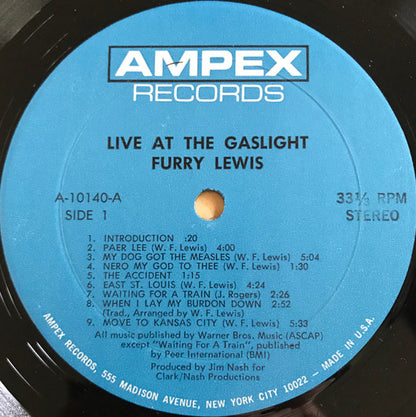 AMPEX
RECORDS
LIVE AT THE GASLIGHT
FURRY LEWIS
A-10140-A
SIDE 1
33⅓ RPM
STEREO
1. INTRODUCTION :20
2. PAER LEE (W. F. Lewis) 4:00
3. MY DOG GOT THE MEASLES (W. F. Lewis) 5:04
4. NERO MY GOD TO THEE (W. F. Lewis) 1:30
5. THE ACCIDENT 1:15
6. EAST ST. LOUIS (W. F. Lewis) 4:24
7. WAITING FOR A TRAIN (J. Rogers) 2:26
8. WHEN I LAY MY BURDON DOWN 5:52
(Trad., Arranged by W. F. Lewis)
9. MOVE TO KANSAS CITY (W. F. Lewis) 5:33
All music published by Warner Bros. Music (ASCAP)
except "Waiting For A Train", published
by Peer International (BMI)
Produced by Jim Nash for
Clark/Nash Productions
AMPEX RECORDS, 555 MADISON AVENUE, NEW YORK CITY 10022 - MADE IN U.S.A.